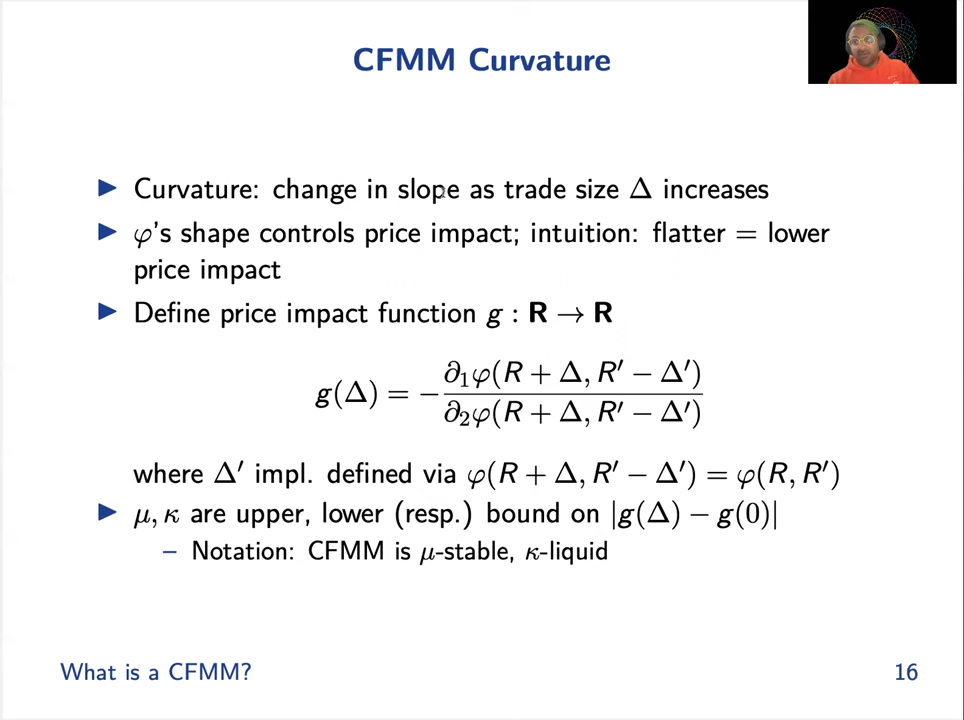 CFMM Curvature
▶ Curvature: change in slope as trade size Δ increases
▶ φ's shape controls price impact; intuition: flatter = lower
price impact
▶ Define price impact function g : R → R
g(Δ) = −∂₁φ(R + Δ, R′ − Δ′) / ∂₂φ(R + Δ, R′ − Δ′)
where Δ′ impl. defined via φ(R + Δ, R′ − Δ′) = φ(R, R′)
▶ μ, κ are upper, lower (resp.) bound on |g(Δ) − g(0)|
– Notation: CFMM is μ-stable, κ-liquid
What is a CFMM? 16